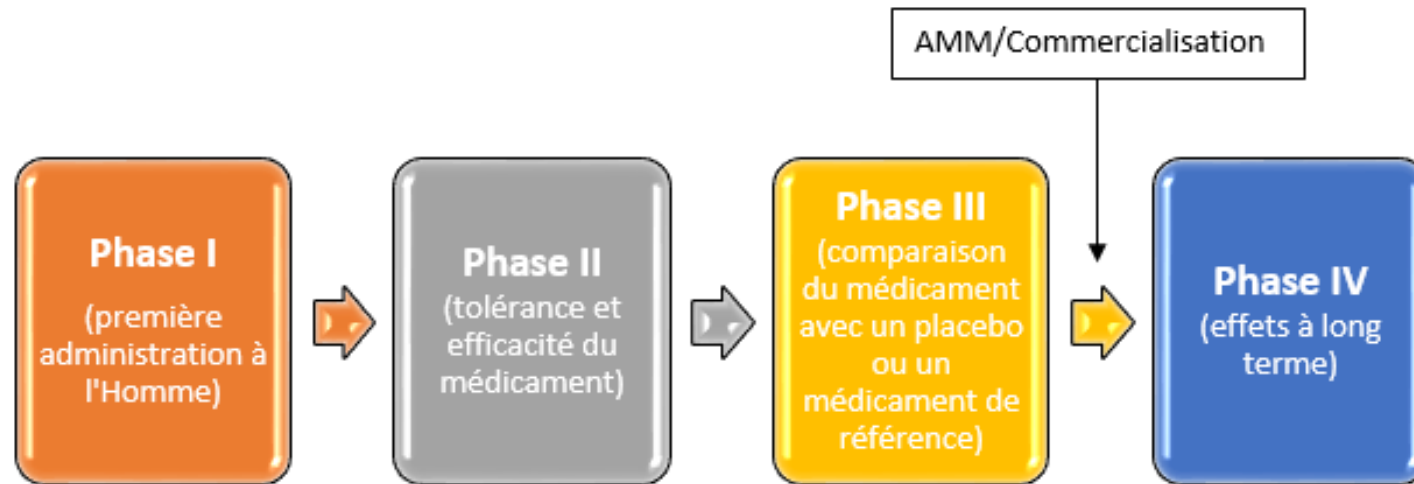 AMM/Commercialisation
Phase I
(première
administration à
l'Homme)
Phase II
(tolérance et
efficacité du
médicament)
Phase III
(comparaison
du médicament
avec un placebo
ou un
médicament de
référence)
Phase IV
(effets à long
terme)